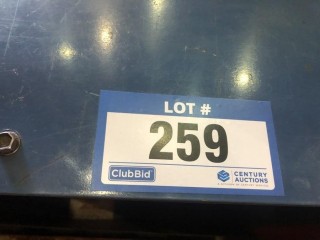 LOT #
259
ClubBid
CENTURY
AUCTIONS